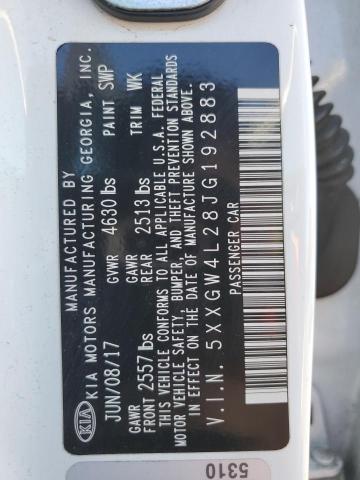 KIA
MANUFACTURED BY
KIA MOTORS MANUFACTURING GEORGIA, INC.
JUN/08/17 GVWR 4630 lbs PAINT SWP
GAWR FRONT 2557 lbs GAWR REAR 2513 lbs TRIM WK
THIS VEHICLE CONFORMS TO ALL APPLICABLE U.S.A. FEDERAL
MOTOR VEHICLE SAFETY, BUMPER, AND THEFT PREVENTION STANDARDS
IN EFFECT ON THE DATE OF MANUFACTURE SHOWN ABOVE.
V.I.N. 5XXGW4L28JG192883
PASSENGER CAR
5310